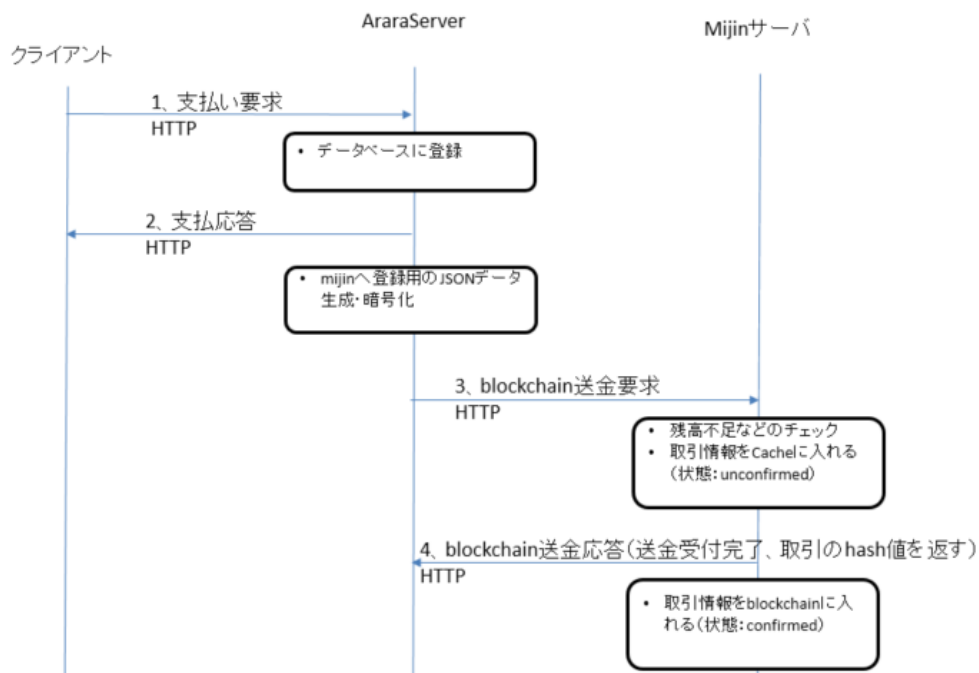 AraraServer
Mijinサーバ
クライアント
1、支払い要求
HTTP
• データベースに登録
2、支払応答
HTTP
• mijinへ登録用のJSONデータ
生成・暗号化
3、blockchain送金要求
HTTP
• 残高不足などのチェック
• 取引情報をCacheに入れる
(状態：unconfirmed)
4、blockchain送金応答(送金受付完了、取引のhash値を返す)
HTTP
• 取引情報をblockchainに入
れる(状態：confirmed)